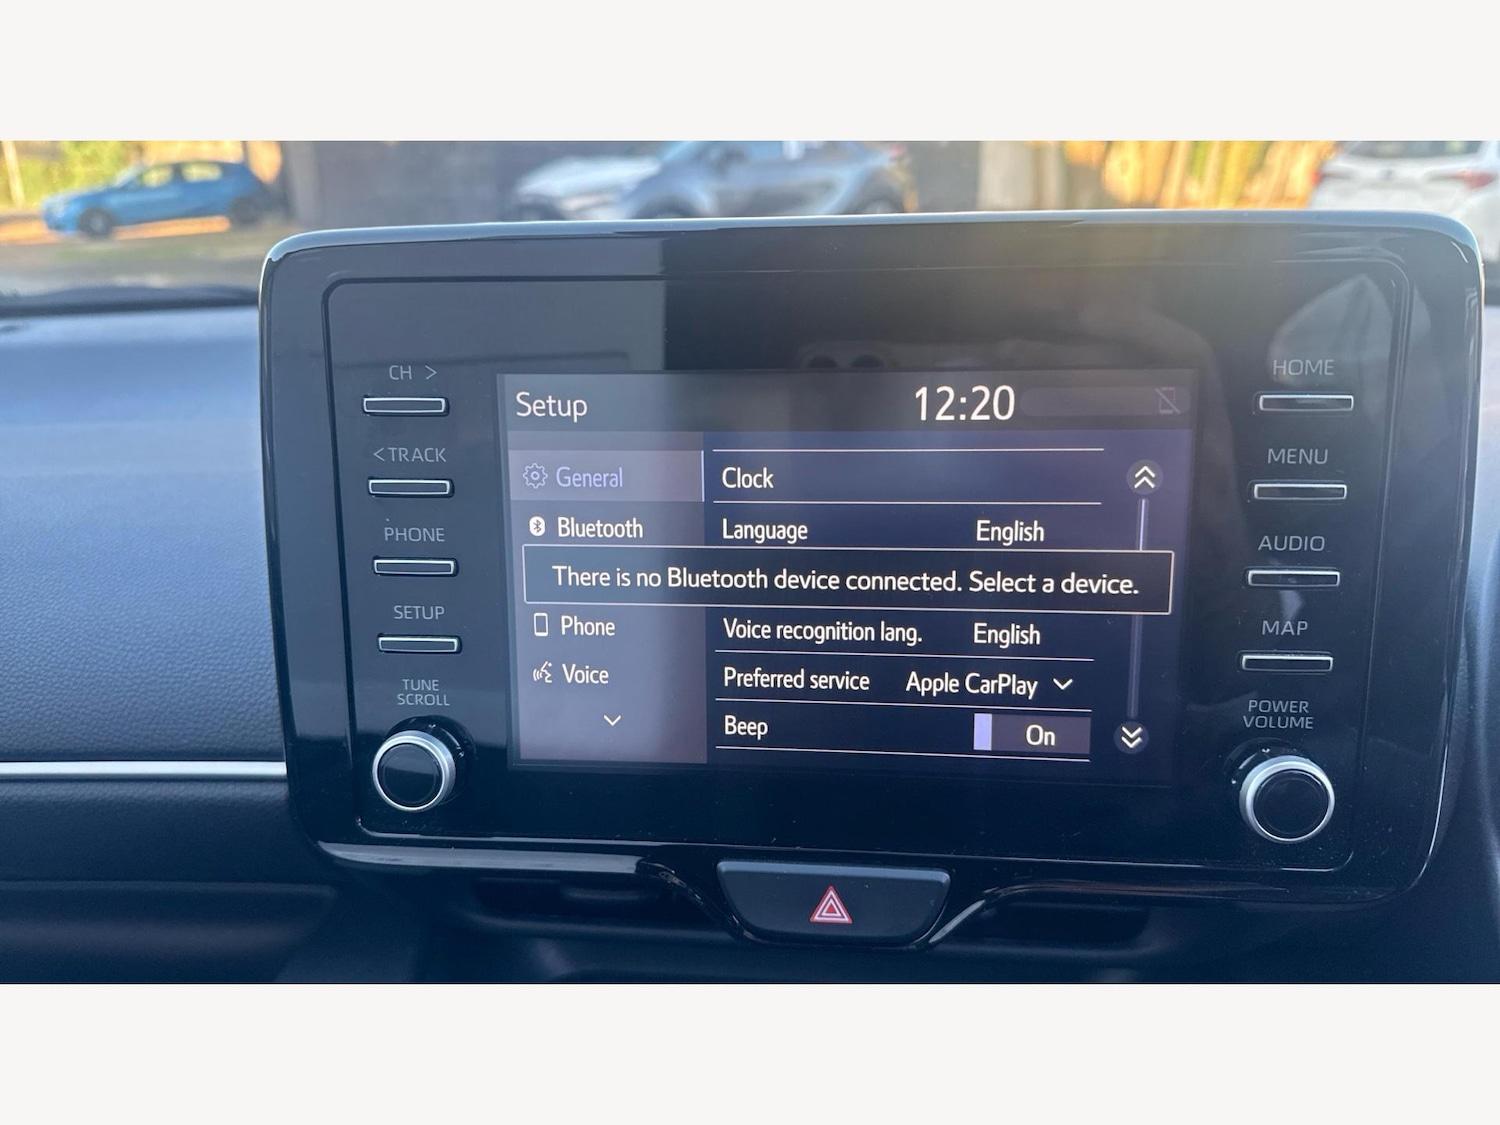 CH >
< TRACK
PHONE
SETUP
TUNE
SCROLL
Setup
12:20
General
Bluetooth
Phone
Voice
Clock
Language English
There is no Bluetooth device connected. Select a device.
Voice recognition lang. English
Preferred service Apple CarPlay
Beep On
HOME
MENU
AUDIO
MAP
POWER
VOLUME